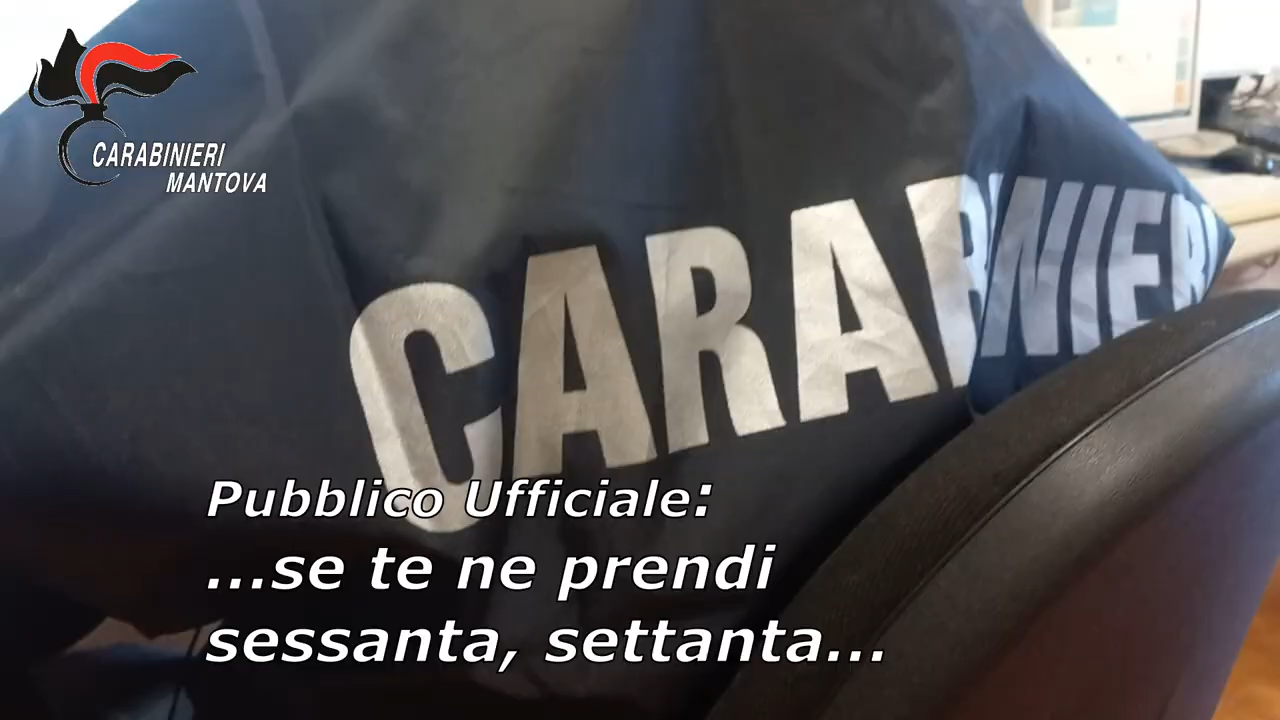 CARABINIERI
MANTOVA
CARABINIERI
Pubblico Ufficiale:
...se te ne prendi
sessanta, settanta...